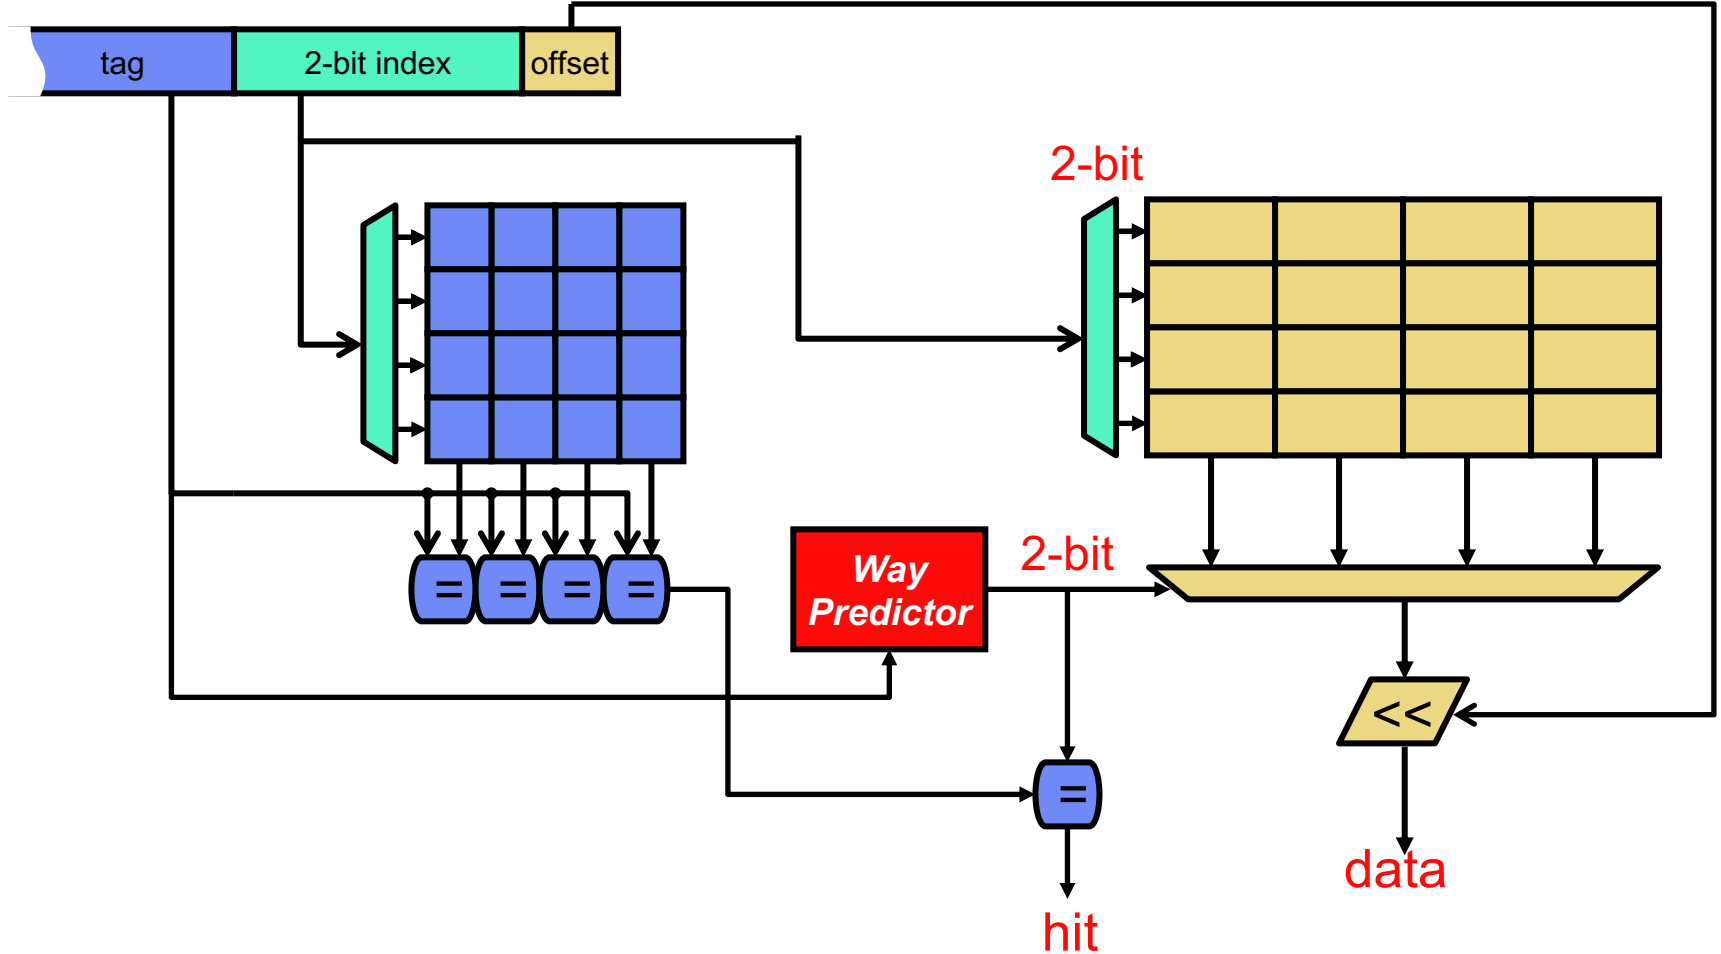 tag
2-bit index
offset
2-bit
Way
Predictor
2-bit
= = = =
<<
=
data
hit